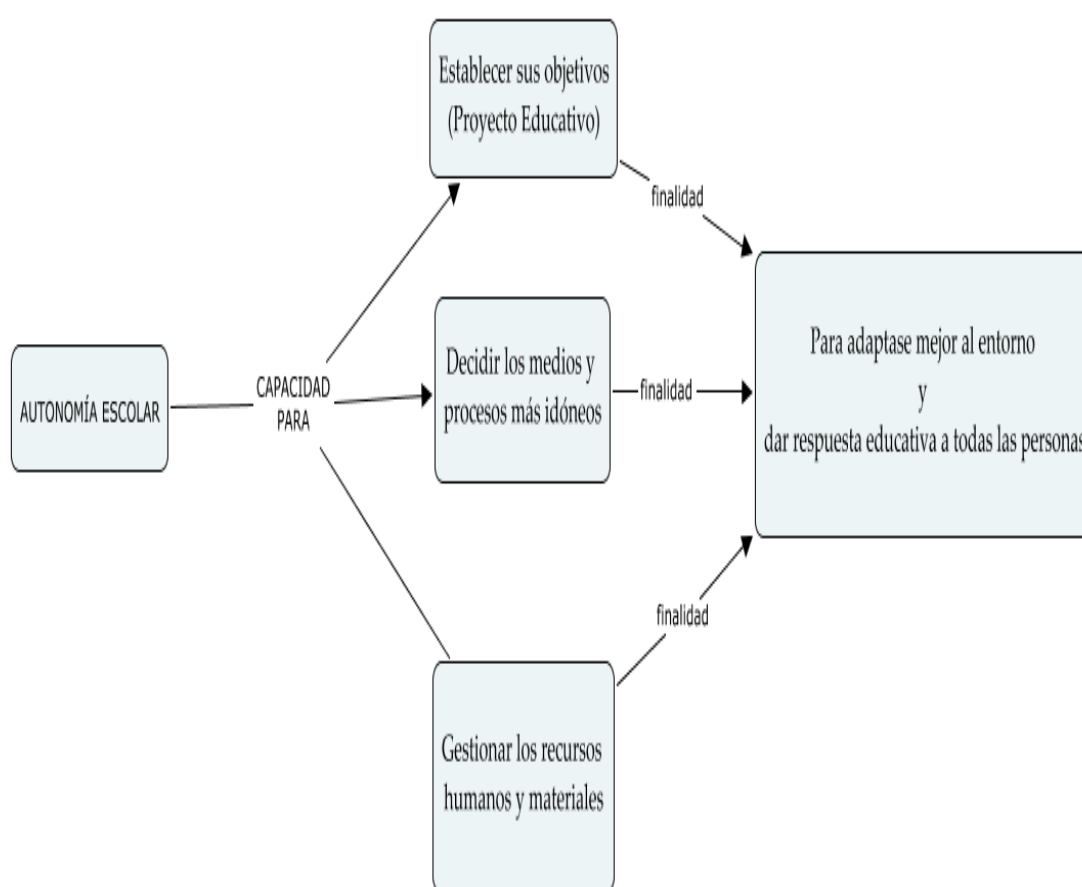 Establecer sus objetivos
(Proyecto Educativo)
finalidad
AUTONOMÍA ESCOLAR
CAPACIDAD
PARA
Decidir los medios y
procesos más idóneos
finalidad
Para adaptase mejor al entorno
y
dar respuesta educativa a todas las personas
finalidad
Gestionar los recursos
humanos y materiales